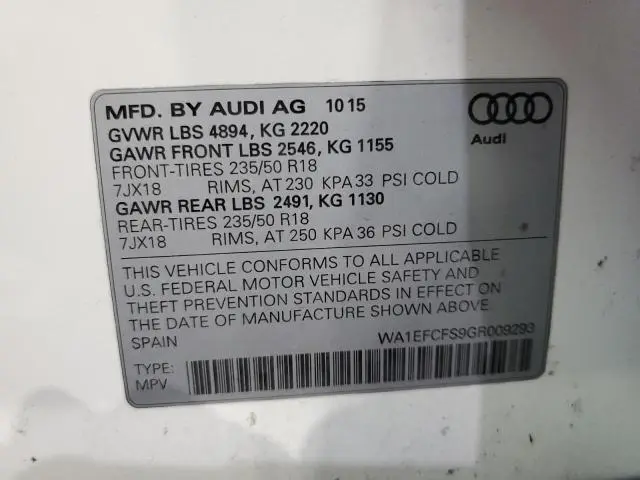 MFD. BY AUDI AG 10 15
GVWR LBS 4894, KG 2220
GAWR FRONT LBS 2546, KG 1155
FRONT-TIRES 235/50 R18
7JX18 RIMS, AT 230 KPA 33 PSI COLD
GAWR REAR LBS 2491, KG 1130
REAR-TIRES 235/50 R18
7JX18 RIMS, AT 250 KPA 36 PSI COLD
Audi
THIS VEHICLE CONFORMS TO ALL APPLICABLE
U.S. FEDERAL MOTOR VEHICLE SAFETY AND
THEFT PREVENTION STANDARDS IN EFFECT ON
THE DATE OF MANUFACTURE SHOWN ABOVE.
SPAIN WA1EFCFS9GR009293
TYPE:
MPV